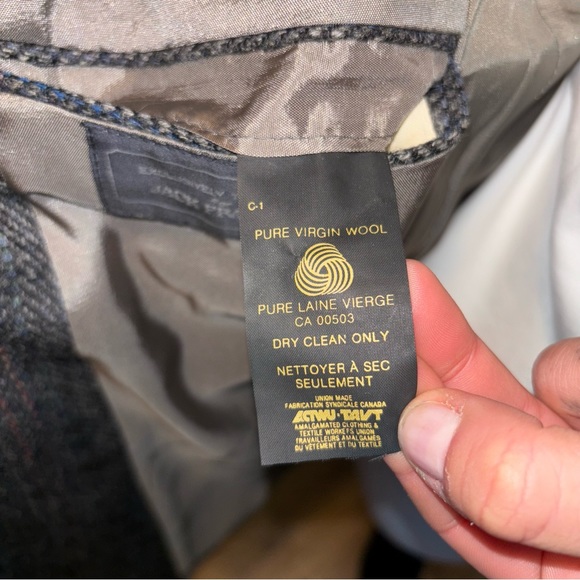 C-1
PURE VIRGIN WOOL
PURE LAINE VIERGE
CA 00503
DRY CLEAN ONLY
NETTOYER À SEC
SEULEMENT
UNION MADE
FABRICATION SYNDICALE CANADA
ACTWU-TAVT
AMALGAMATED CLOTHING &
TEXTILE WORKERS UNION
TRAVAILLEURS AMALGAMÉS
DU VÊTEMENT ET DU TEXTILE
JACK